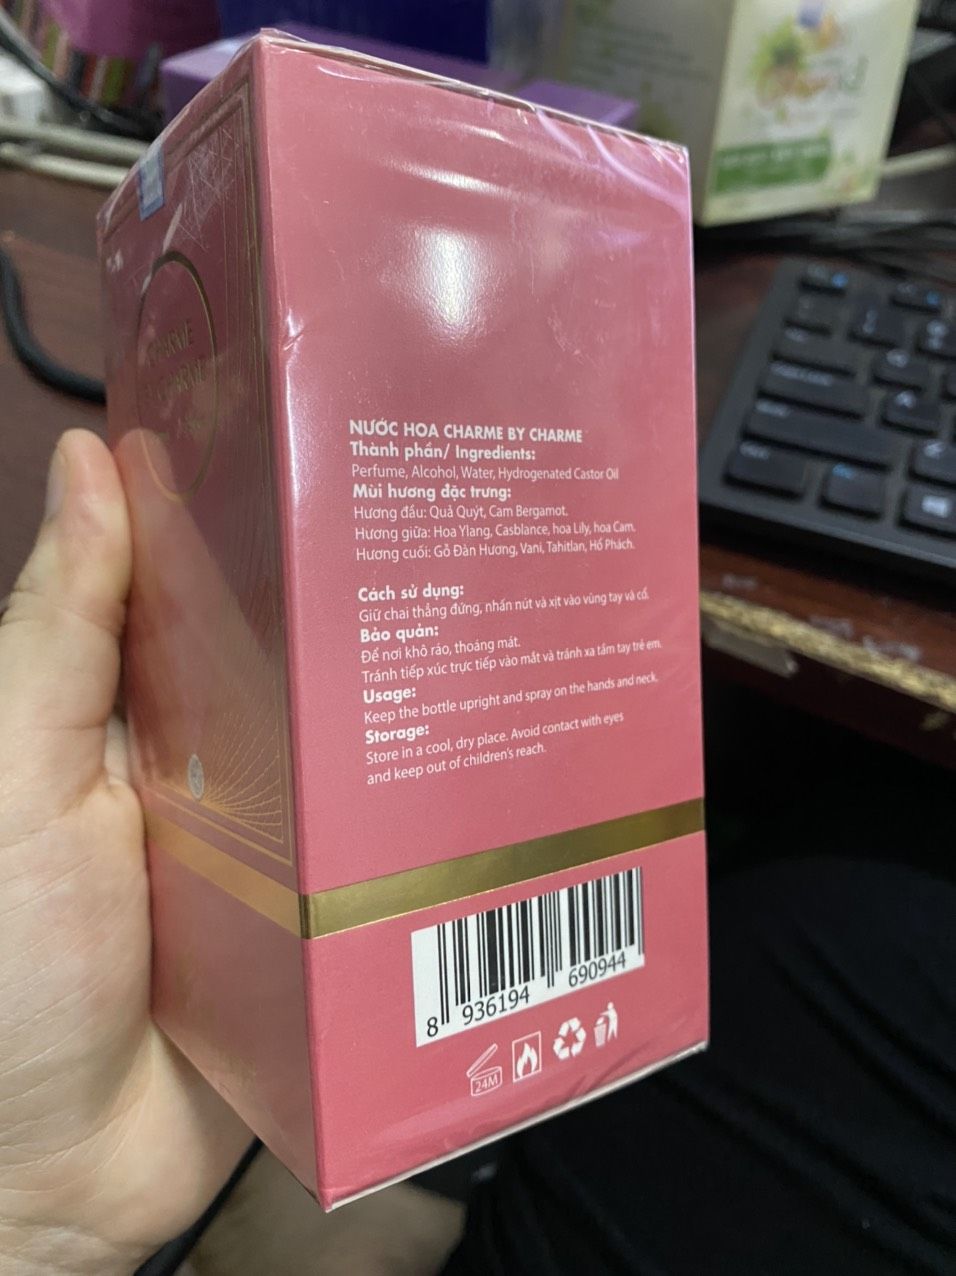 NƯỚC HOA CHARME BY CHARME
Thành phần/ Ingredients:
Perfume, Alcohol, Water, Hydrogenated Castor Oil
Mùi hương đặc trưng:
Hương đầu: Quả Quýt, Cam Bergamot.
Hương giữa: Hoa Ylang, Casblance, hoa Lily, hoa Cam.
Hương cuối: Gỗ Đàn Hương, Vani, Tahitlan, Hổ Phách.
Cách sử dụng:
Giữ chai thẳng đứng, nhấn nút và xịt vào vùng tay và cổ.
Bảo quản:
Để nơi khô ráo, thoáng mát.
Tránh tiếp xúc trực tiếp vào mắt và tránh xa tầm tay trẻ em.
Usage:
Keep the bottle upright and spray on the hands and neck.
Storage:
Store in a cool, dry place. Avoid contact with eyes
and keep out of children's reach.
8 936194 690944
24M